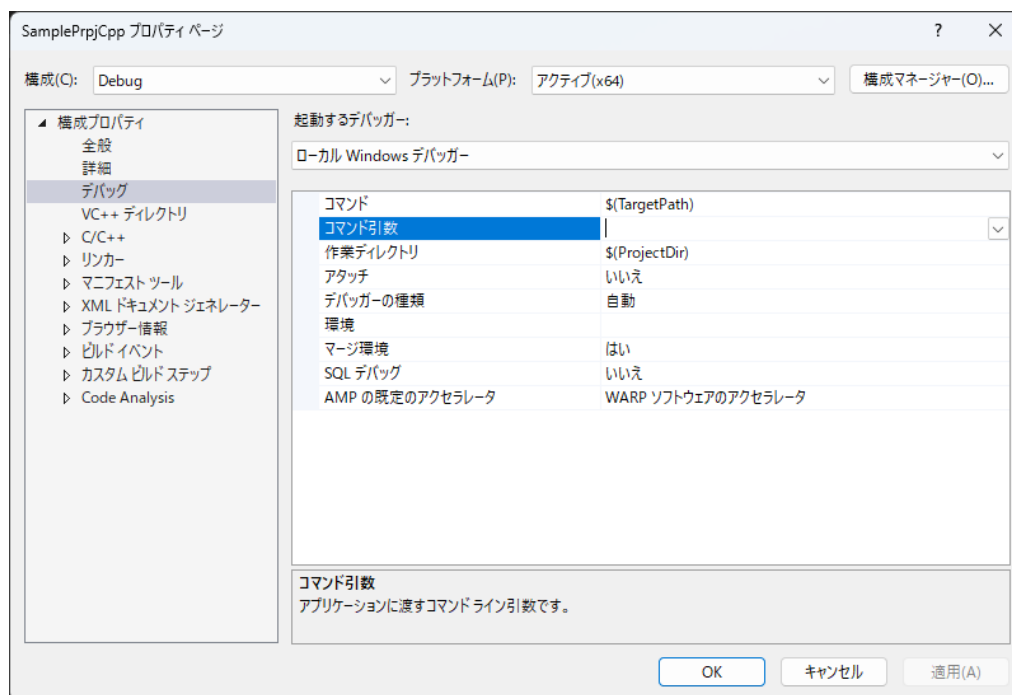 SamplePrpjCpp プロパティ ページ
?
構成(C): Debug プラットフォーム(P): アクティブ(x64) 構成マネージャー(O)...
構成プロパティ
全般
詳細
デバッグ
VC++ ディレクトリ
C/C++
リンカー
マニフェスト ツール
XML ドキュメント ジェネレーター
ブラウザー情報
ビルド イベント
カスタム ビルド ステップ
Code Analysis
起動するデバッガー:
ローカル Windows デバッガー
コマンド $(TargetPath)
コマンド引数
作業ディレクトリ $(ProjectDir)
アタッチ いいえ
デバッガーの種類 自動
環境
マージ環境 はい
SQL デバッグ いいえ
AMP の既定のアクセラレータ WARP ソフトウェアのアクセラレータ
コマンド引数
アプリケーションに渡すコマンド ライン引数です。
OK キャンセル 適用(A)